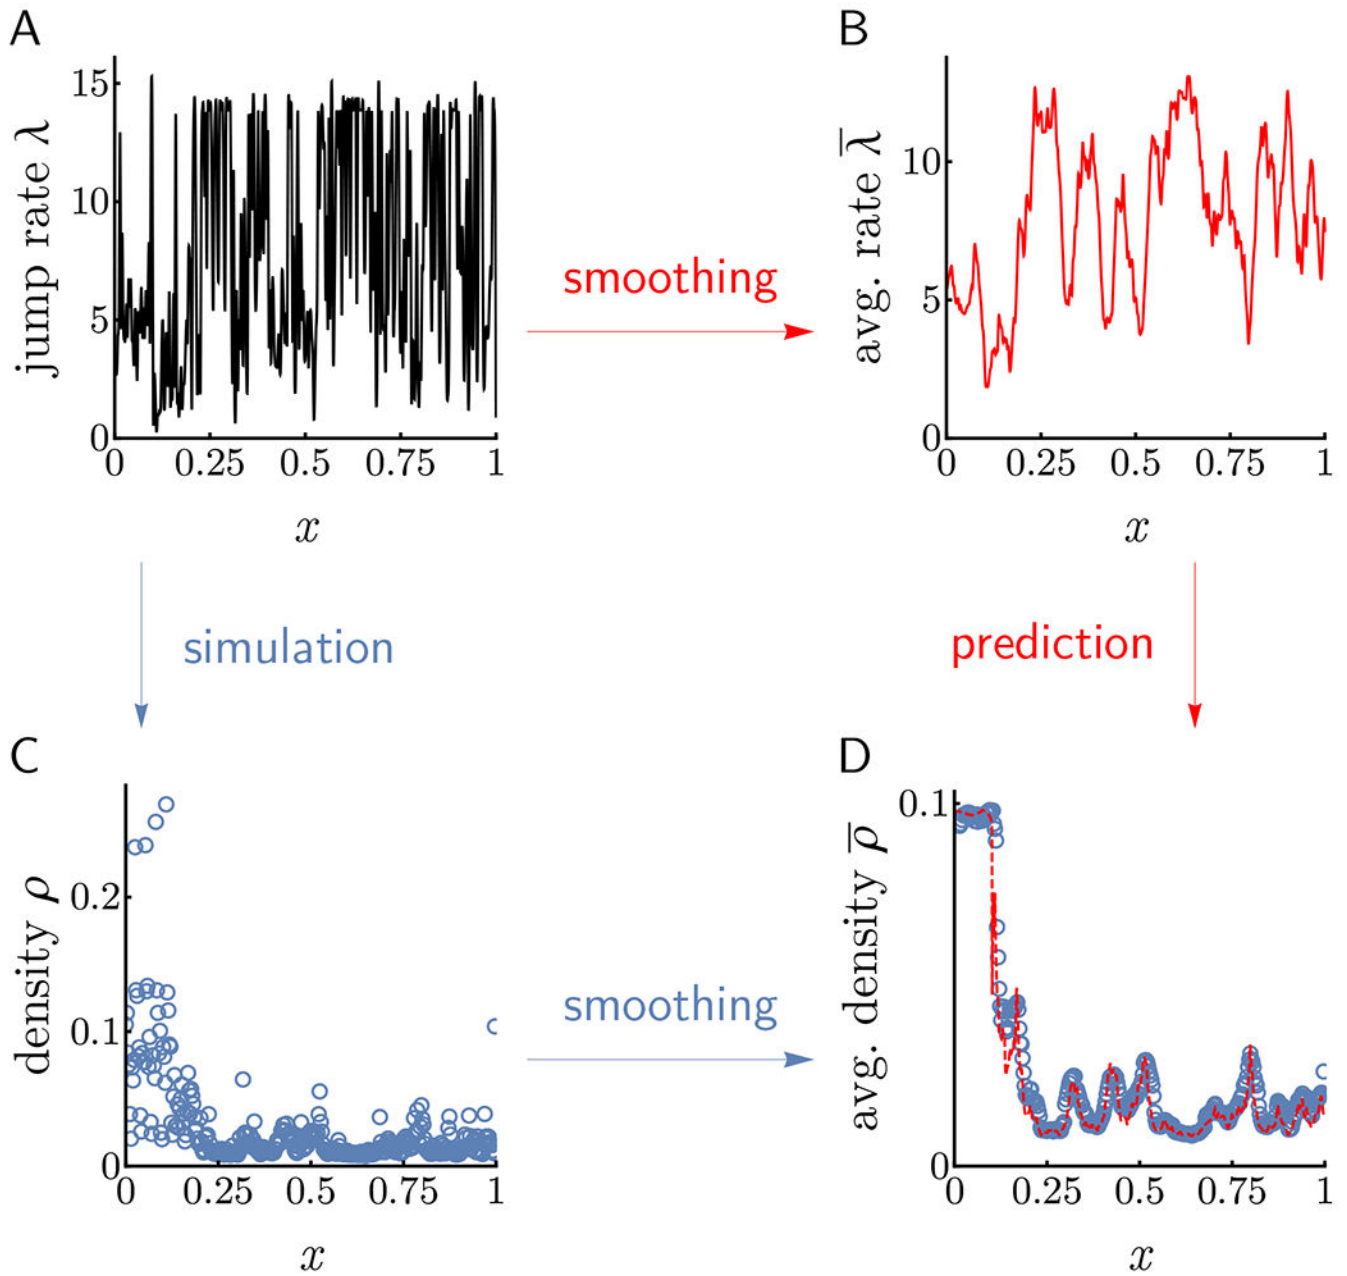 A
B
jump rate λ
15
10
5
0
0 0.25 0.5 0.75 1
x
smoothing
avg. rate λ̅
10
5
0
0 0.25 0.5 0.75 1
x
simulation
prediction
C
D
density ρ
0.2
0.1
0
0 0.25 0.5 0.75 1
x
smoothing
avg. density ρ̅
0.1
0
0 0.25 0.5 0.75 1
x